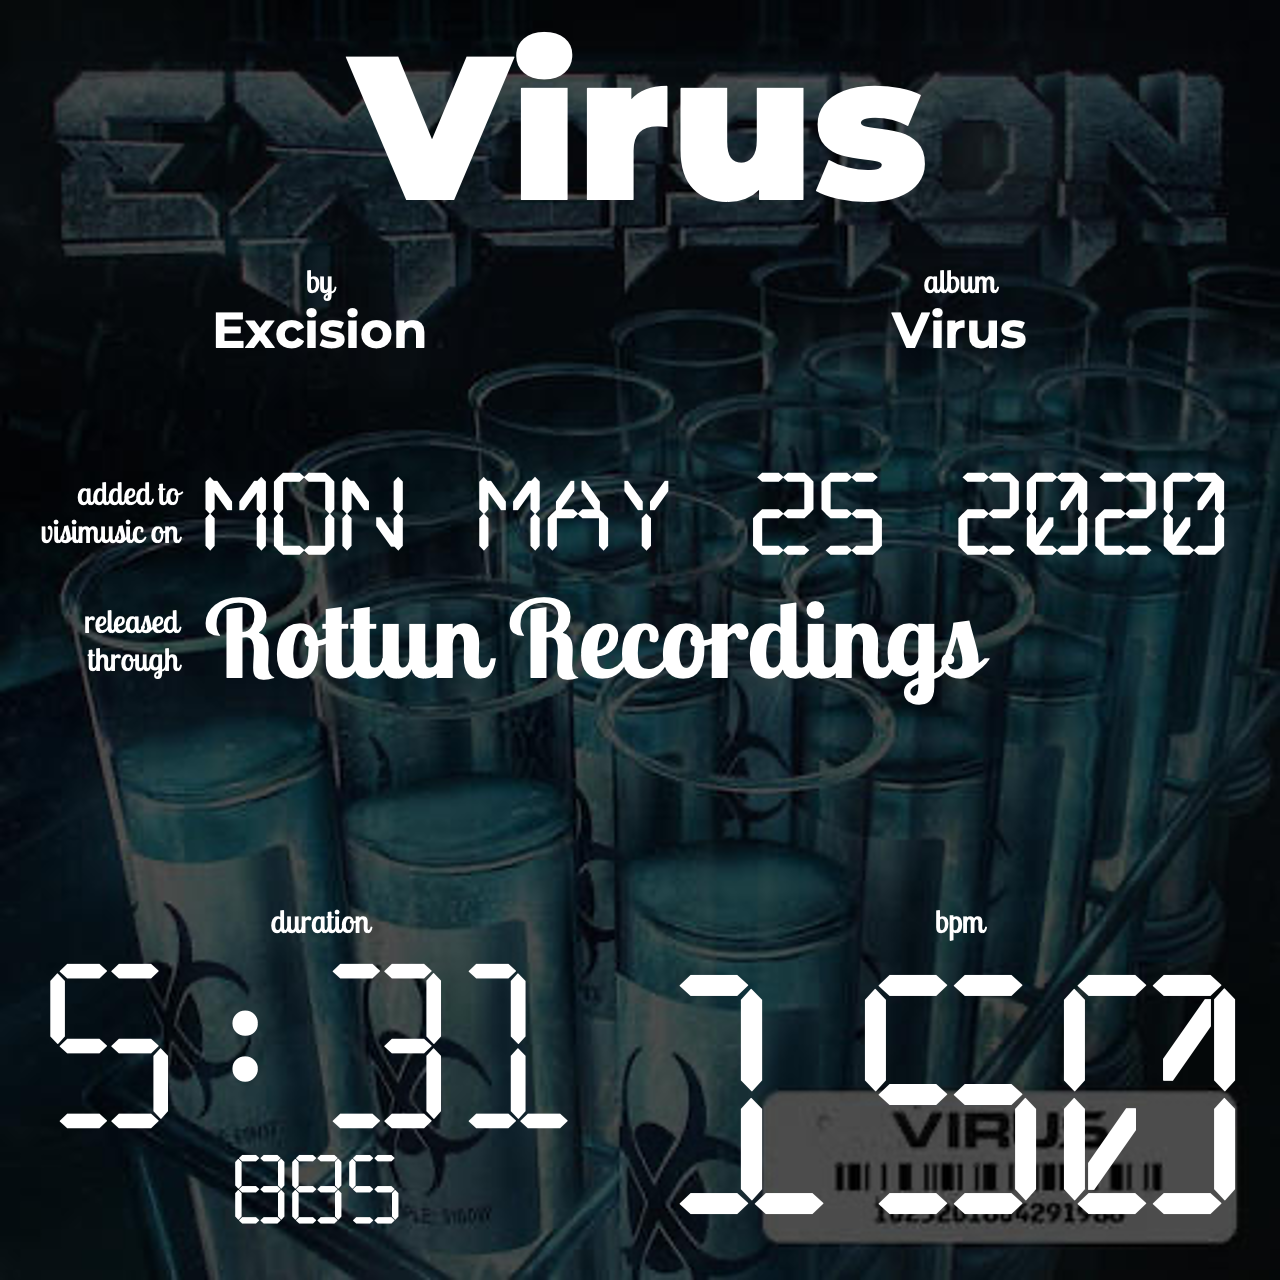 Virus
EXCISION
by
Excision
album
Virus
added to
visimusic on
MON MAY 25 2020
released
through
Rottun Recordings
duration
5:31
885
bpm
150
VIRUS